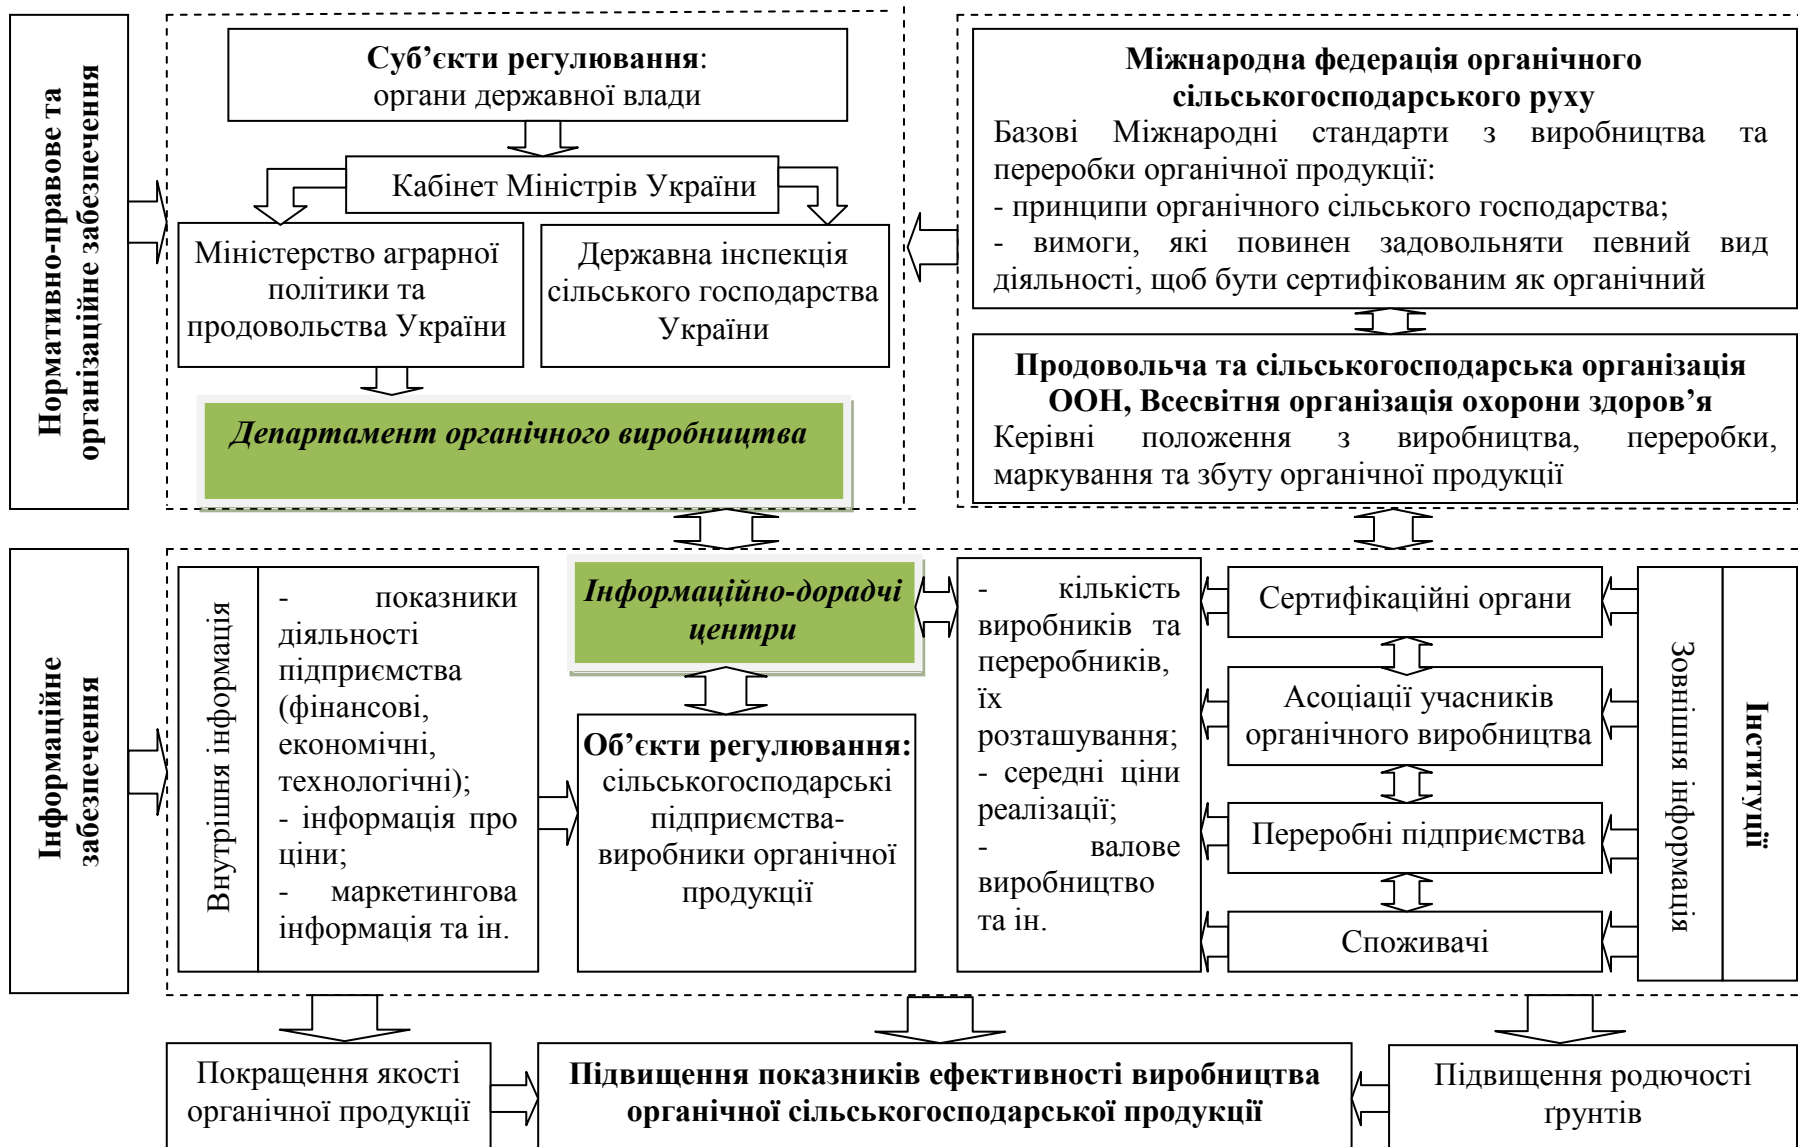 Нормативно-правове та
організаційне забезпечення
Суб’єкти регулювання:
органи державної влади
Кабінет Міністрів України
Міністерство аграрної
політики та
продовольства України
Державна інспекція
сільського господарства
України
Департамент органічного виробництва
Міжнародна федерація органічного
сільськогосподарського руху
Базові Міжнародні стандарти з виробництва та
переробки органічної продукції:
- принципи органічного сільського господарства;
- вимоги, які повинен задовольняти певний вид
діяльності, щоб бути сертифікованим як органічний
Продовольча та сільськогосподарська організація
ООН, Всесвітня організація охорони здоров’я
Керівні положення з виробництва, переробки,
маркування та збуту органічної продукції
Інформаційне
забезпечення
Внутрішня інформація
- показники
діяльності
підприємства
(фінансові,
економічні,
технологічні);
- інформація про
ціни;
- маркетингова
інформація та ін.
Інформаційно-дорадчі
центри
Об’єкти регулювання:
сільськогосподарські
підприємства-
виробники органічної
продукції
- кількість
виробників та
переробників,
їх
розташування;
- середні ціни
реалізації;
- валове
виробництво
та ін.
Сертифікаційні органи
Асоціації учасників
органічного виробництва
Переробні підприємства
Споживачі
Зовнішня інформація
Інституції
Покращення якості
органічної продукції
Підвищення показників ефективності виробництва
органічної сільськогосподарської продукції
Підвищення родючості
ґрунтів